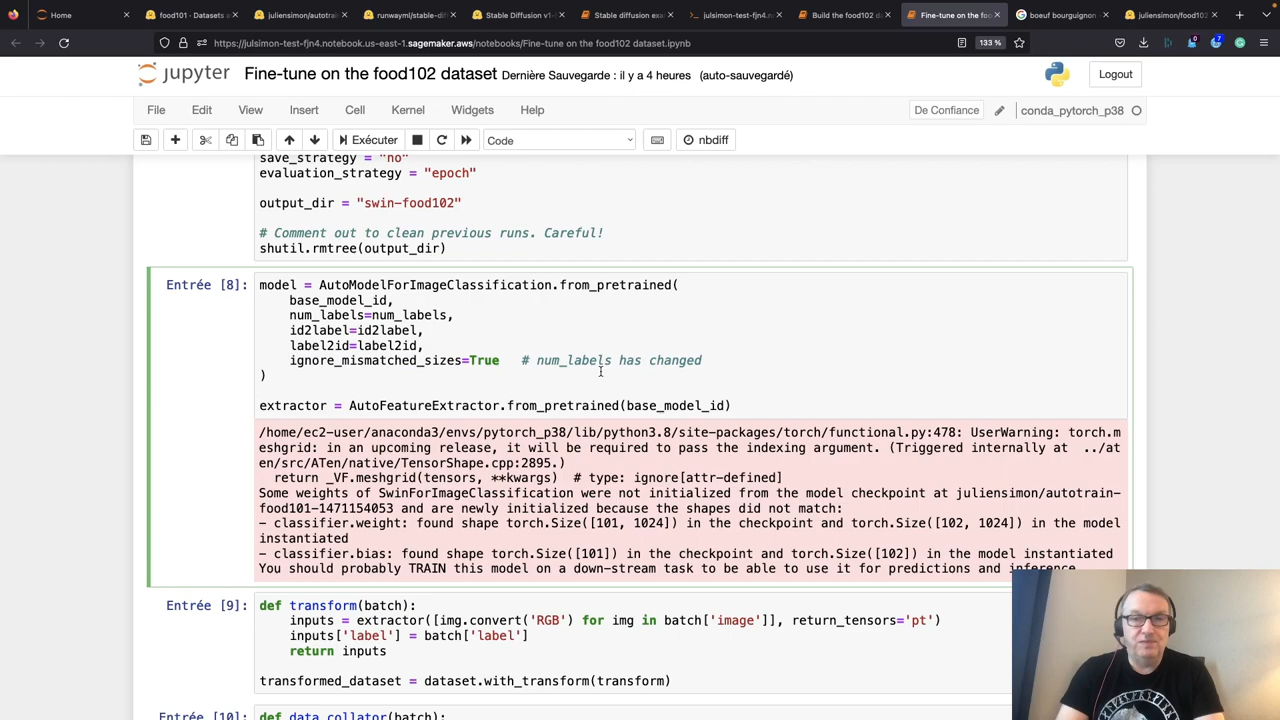 Home
food101 · Datasets a
juliensimon/autotrai
runwayml/stable-dif
Stable Diffusion v1-
Stable diffusion exa
julsimon-test-fjn4.n
Build the food102 da
Fine-tune on the foo
boeuf bourguignon
juliensimon/food102
https://julsimon-test-fjn4.notebook.us-east-1.sagemaker.aws/notebooks/Fine-tune on the food102 dataset.ipynb
133 %
jupyter Fine-tune on the food102 dataset Dernière Sauvegarde : il y a 4 heures (auto-sauvegardé)
Logout
File Edit View Insert Cell Kernel Widgets Help
De Confiance
conda_pytorch_p38
Exécuter
Code
nbdiff
save_strategy = "no"
evaluation_strategy = "epoch"
output_dir = "swin-food102"
# Comment out to clean previous runs. Careful!
shutil.rmtree(output_dir)
Entrée [8]:
model = AutoModelForImageClassification.from_pretrained(
base_model_id,
num_labels=num_labels,
id2label=id2label,
label2id=label2id,
ignore_mismatched_sizes=True # num_labels has changed
)
extractor = AutoFeatureExtractor.from_pretrained(base_model_id)
/home/ec2-user/anaconda3/envs/pytorch_p38/lib/python3.8/site-packages/torch/functional.py:478: UserWarning: torch.m
eshgrid: in an upcoming release, it will be required to pass the indexing argument. (Triggered internally at ../at
en/src/ATen/native/TensorShape.cpp:2895.)
return _VF.meshgrid(tensors, **kwargs) # type: ignore[attr-defined]
Some weights of SwinForImageClassification were not initialized from the model checkpoint at juliensimon/autotrain-
food101-1471154053 and are newly initialized because the shapes did not match:
- classifier.weight: found shape torch.Size([101, 1024]) in the checkpoint and torch.Size([102, 1024]) in the model
instantiated
- classifier.bias: found shape torch.Size([101]) in the checkpoint and torch.Size([102]) in the model instantiated
You should probably TRAIN this model on a down-stream task to be able to use it for predictions and inference.
Entrée [9]:
def transform(batch):
inputs = extractor([img.convert('RGB') for img in batch['image']], return_tensors='pt')
inputs['label'] = batch['label']
return inputs
transformed_dataset = dataset.with_transform(transform)
Entrée [10]:
def data_collator(batch):